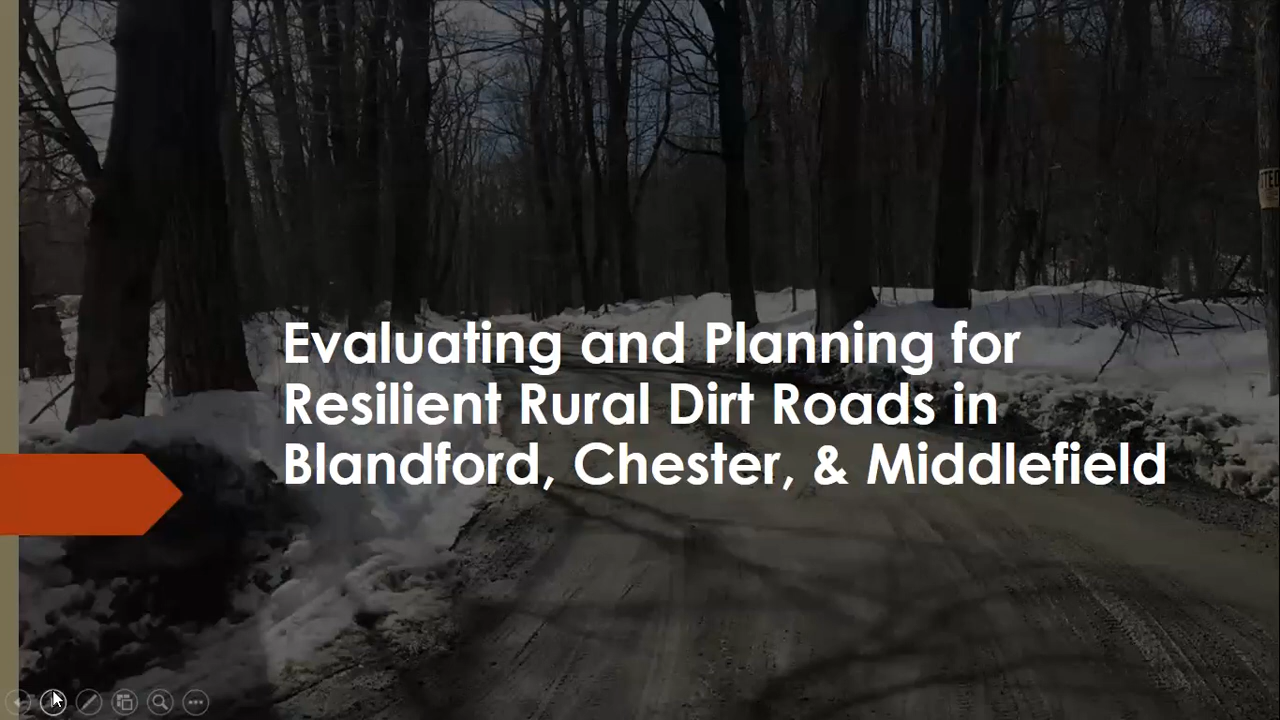 Evaluating and Planning for
Resilient Rural Dirt Roads in
Blandford, Chester, & Middlefield